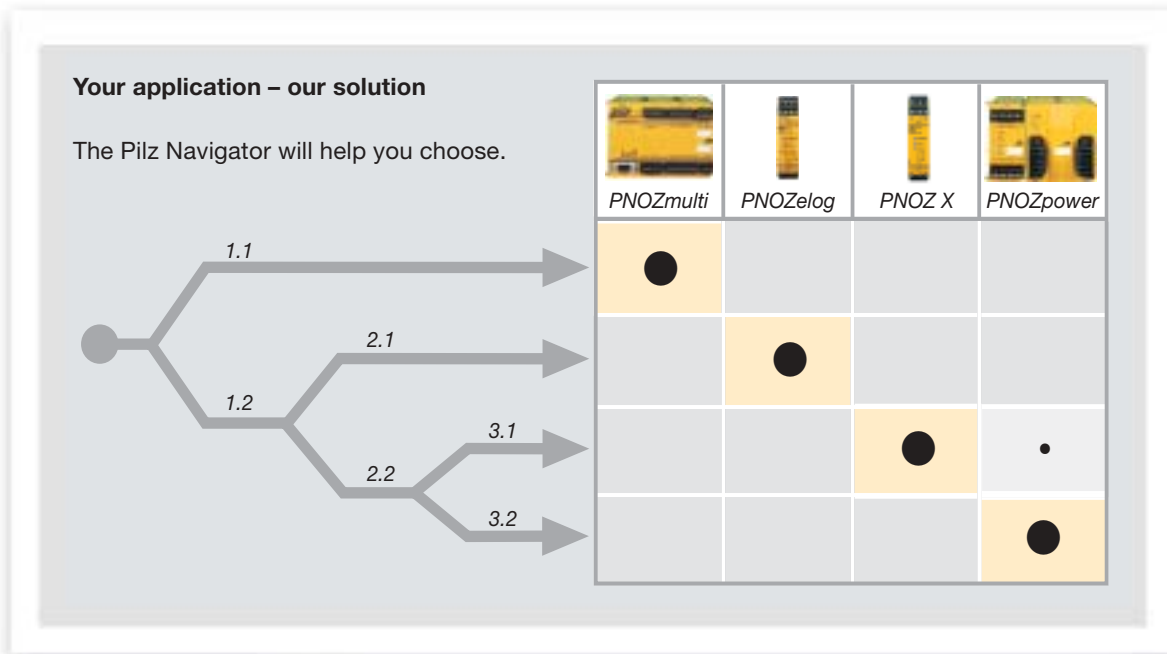 Your application – our solution
The Pilz Navigator will help you choose.
PNOZmulti
PNOZelog
PNOZ X
PNOZpower
1.1
2.1
1.2
3.1
2.2
3.2